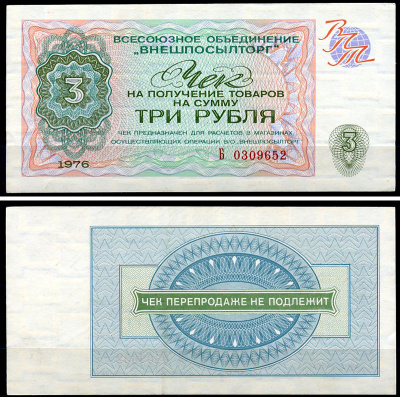 ВСЕСОЮЗНОЕ ОБЪЕДИНЕНИЕ
„ВНЕШПОСЫЛТОРГ"
ВПТ
Чек
НА ПОЛУЧЕНИЕ ТОВАРОВ
НА СУММУ
3
ТРИ РУБЛЯ
ЧЕК ПРЕДНАЗНАЧЕН ДЛЯ РАСЧЕТОВ В МАГАЗИНАХ,
ОСУЩЕСТВЛЯЮЩИХ ОПЕРАЦИИ В/О „ВНЕШПОСЫЛТОРГ"
3
1976
Б 0309652
ЧЕК ПЕРЕПРОДАЖЕ НЕ ПОДЛЕЖИТ